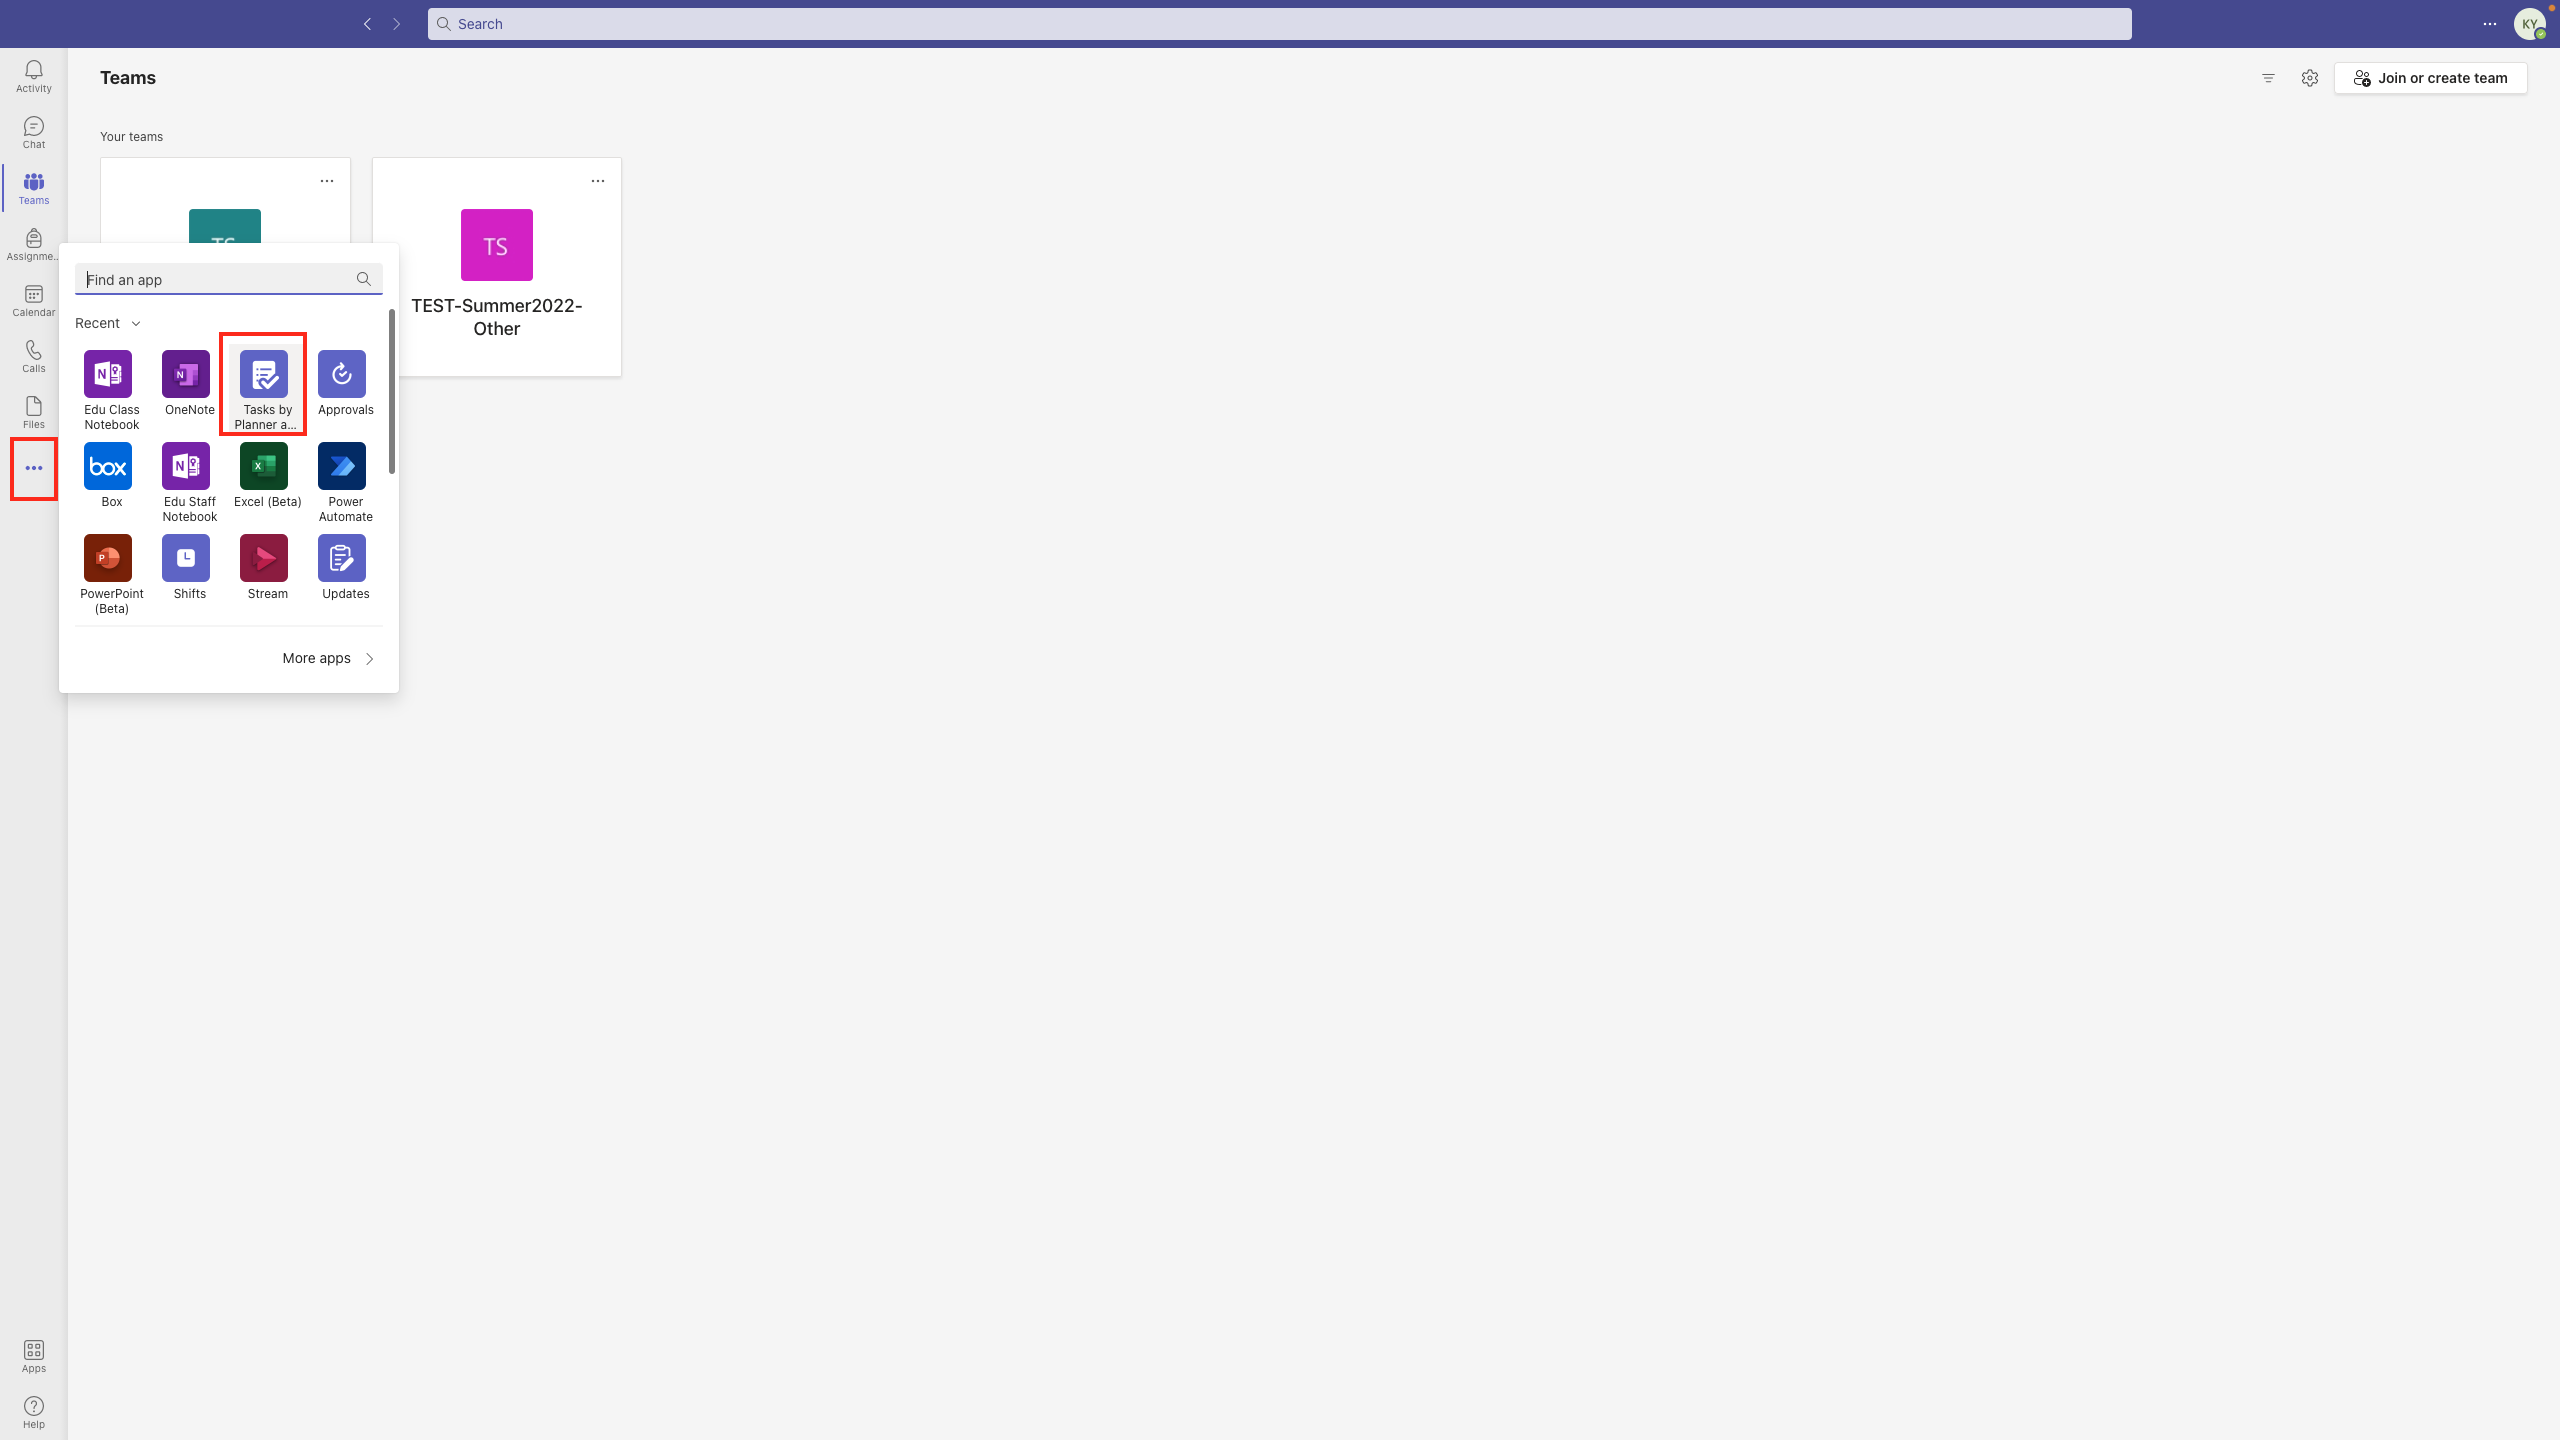 Search
KY
Activity
Chat
Teams
Assignme...
Calendar
Calls
Files
Apps
Help
Teams
Join or create team
Your teams
TS
TEST-Summer2022-
Other
Find an app
Recent
Edu Class
Notebook
OneNote
Tasks by
Planner a...
Approvals
box
Box
Edu Staff
Notebook
Excel (Beta)
Power
Automate
PowerPoint
(Beta)
Shifts
Stream
Updates
More apps